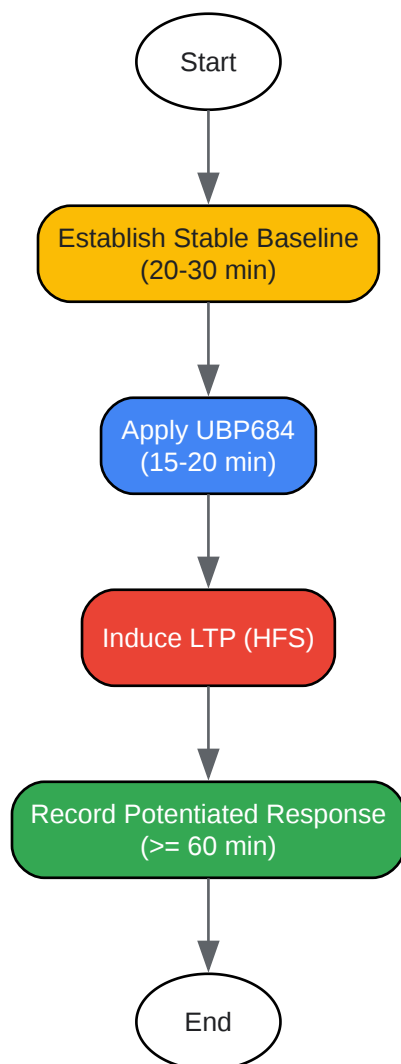 Start
Establish Stable Baseline
(20-30 min)
Apply UBP684
(15-20 min)
Induce LTP (HFS)
Record Potentiated Response
(>= 60 min)
End